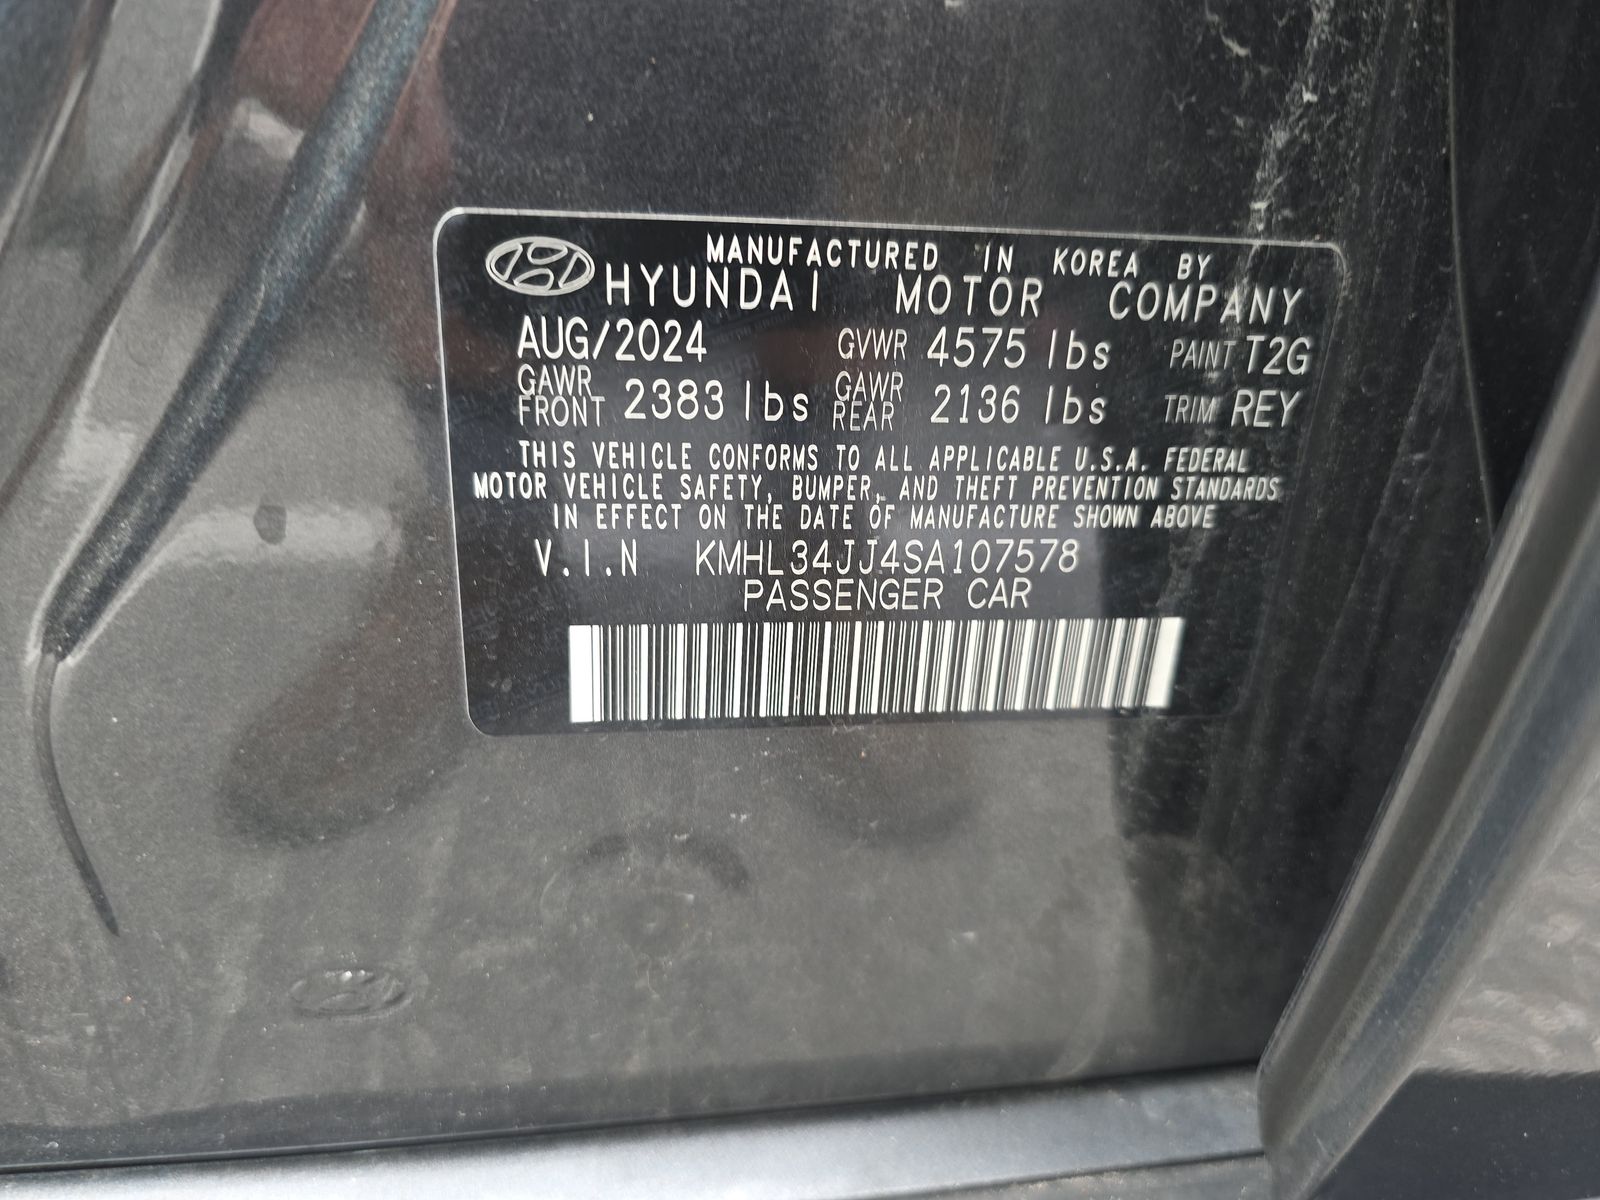 MANUFACTURED IN KOREA BY
HYUNDAI MOTOR COMPANY
AUG/2024 GVWR 4575 lbs PAINT T2G
GAWR FRONT 2383 lbs GAWR REAR 2136 lbs TRIM REY
THIS VEHICLE CONFORMS TO ALL APPLICABLE U.S.A. FEDERAL
MOTOR VEHICLE SAFETY, BUMPER, AND THEFT PREVENTION STANDARDS
IN EFFECT ON THE DATE OF MANUFACTURE SHOWN ABOVE
V.I.N KMHL34JJ4SA107578
PASSENGER CAR